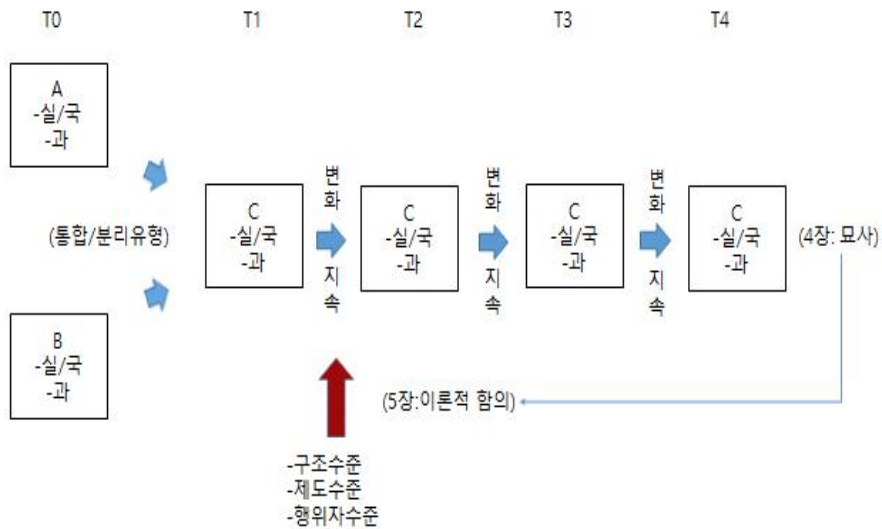 T0 T1 T2 T3 T4
A
-실/국
-과
(통합/분리유형)
B
-실/국
-과
C
-실/국
-과
변화
지속
C
-실/국
-과
변화
지속
C
-실/국
-과
변화
지속
C
-실/국
-과
(4장: 묘사)
(5장:이론적 함의)
-구조수준
-제도수준
-행위자수준